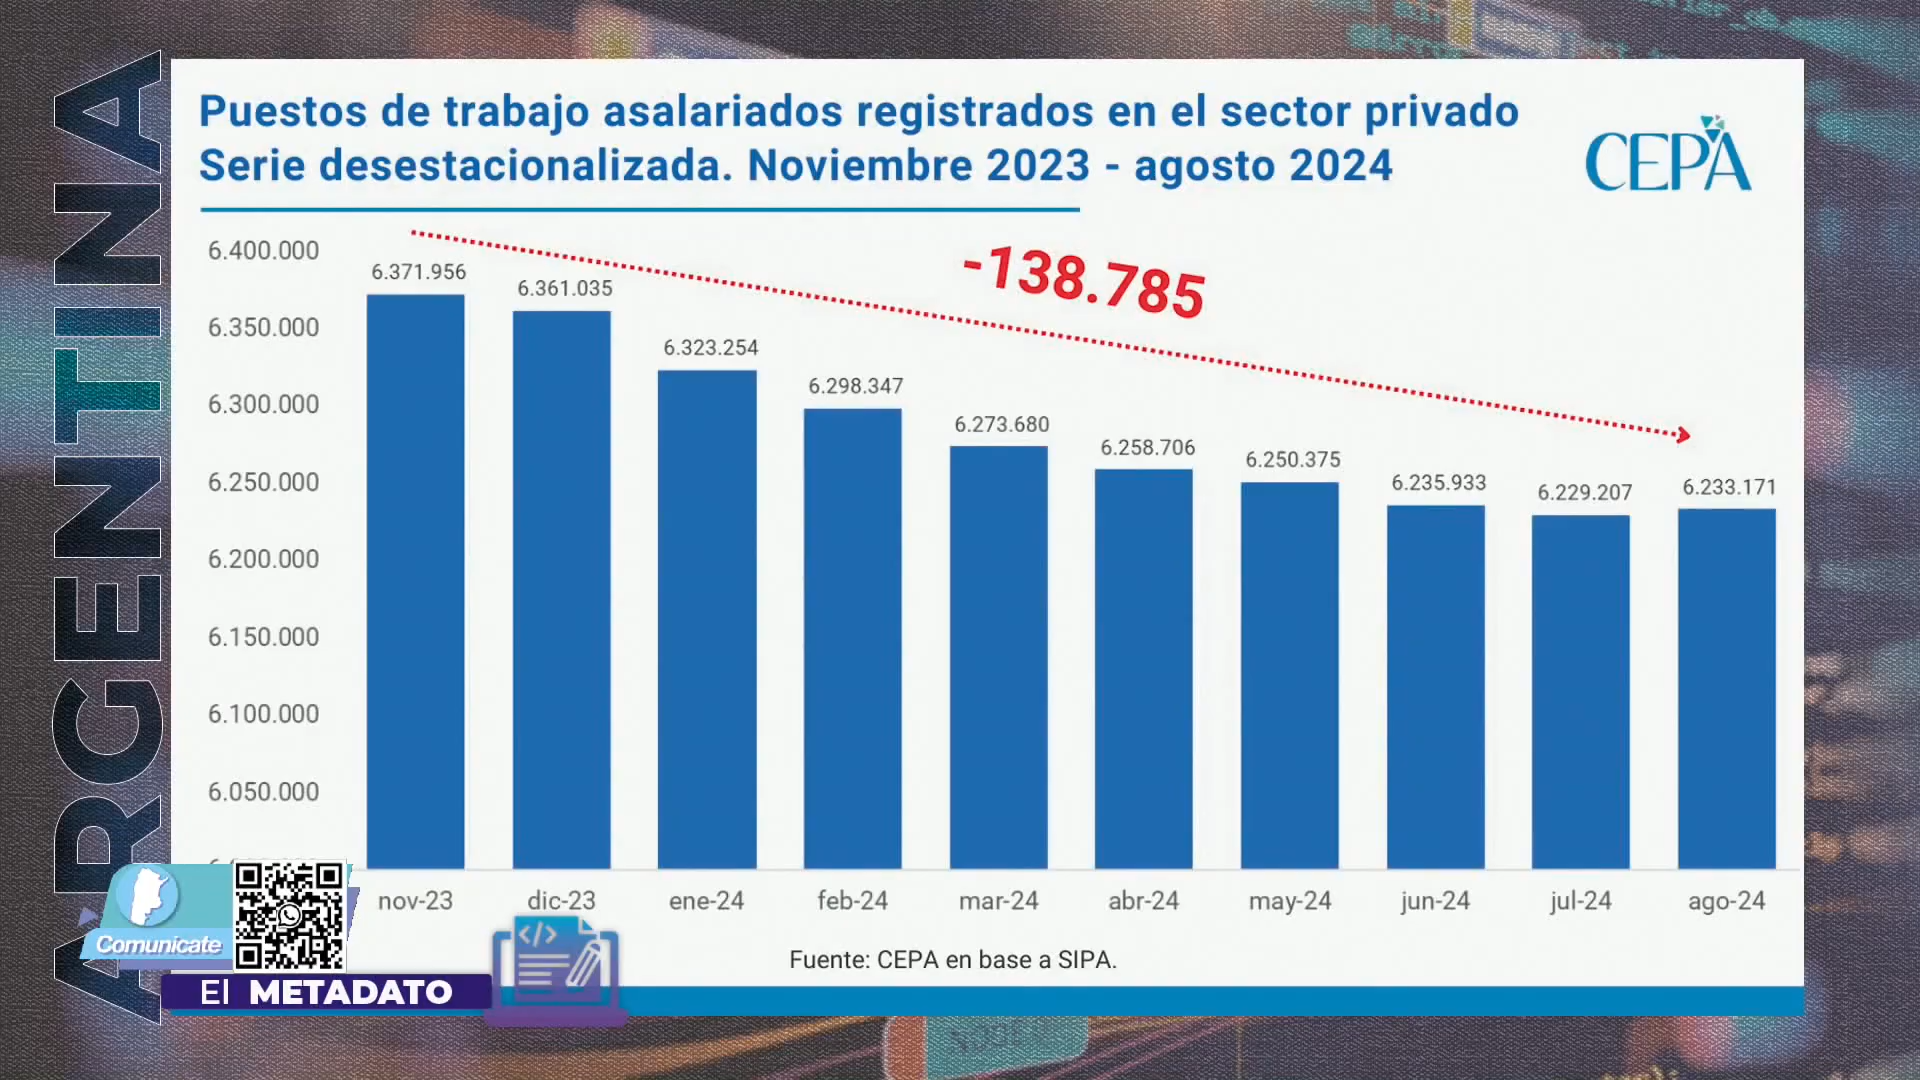 ARGENTINA
Puestos de trabajo asalariados registrados en el sector privado
Serie desestacionalizada. Noviembre 2023 - agosto 2024
CEPA
-138.785
6.400.000
6.350.000
6.300.000
6.250.000
6.200.000
6.150.000
6.100.000
6.050.000
6.371.956
6.361.035
6.323.254
6.298.347
6.273.680
6.258.706
6.250.375
6.235.933
6.229.207
6.233.171
nov-23 dic-23 ene-24 feb-24 mar-24 abr-24 may-24 jun-24 jul-24 ago-24
Fuente: CEPA en base a SIPA.
Comunicate
</>
El METADATO